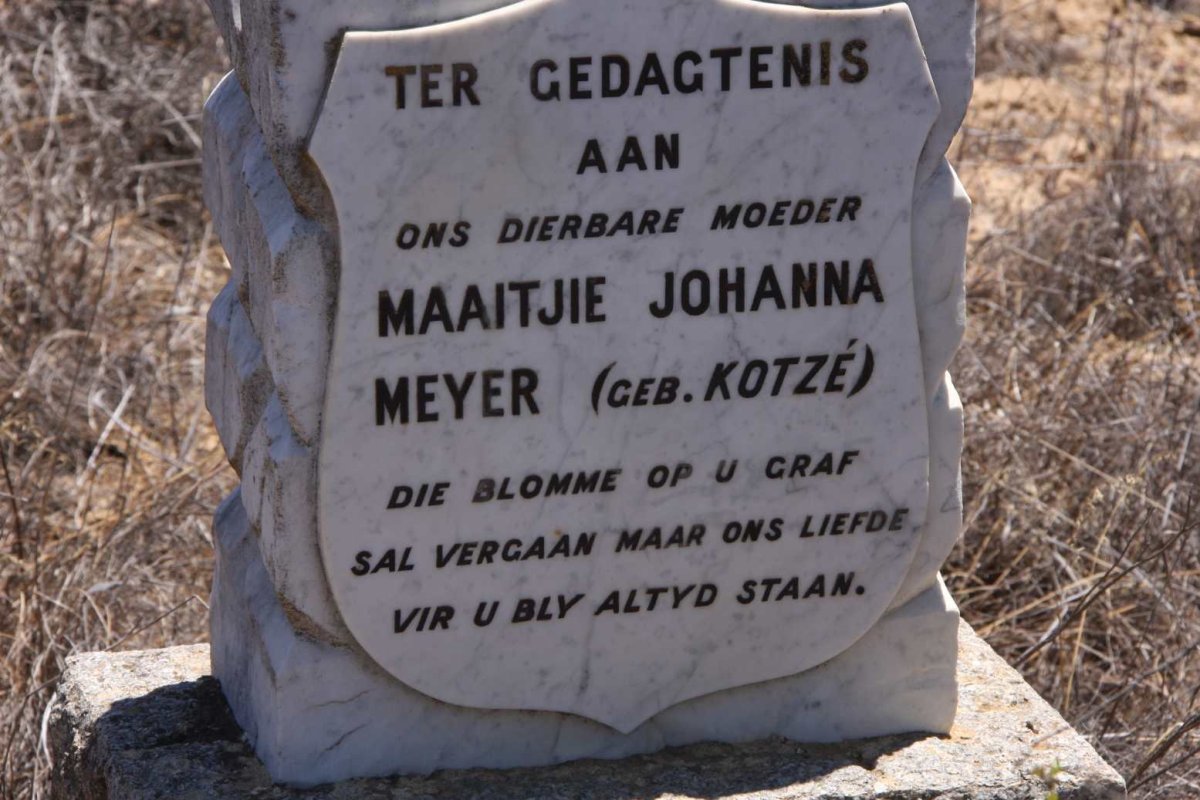 TER GEDAGTENIS
AAN
ONS DIERBARE MOEDER
MAAITJIE JOHANNA
MEYER (GEB. KOTZÉ)
DIE BLOMME OP U GRAF
SAL VERGAAN MAAR ONS LIEFDE
VIR U BLY ALTYD STAAN.